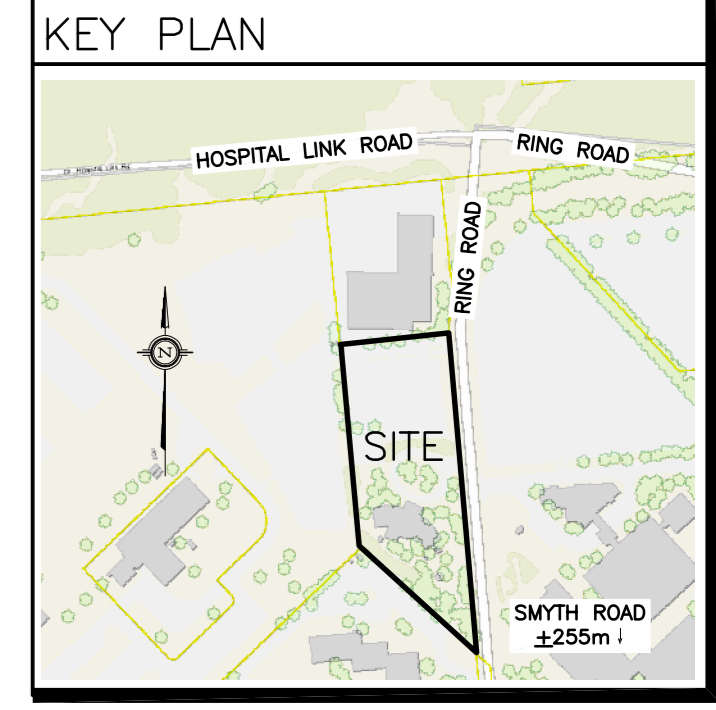 KEY PLAN
HOSPITAL LINK ROAD
RING ROAD
RING ROAD
N
SITE
SMYTH ROAD
±255m ↓